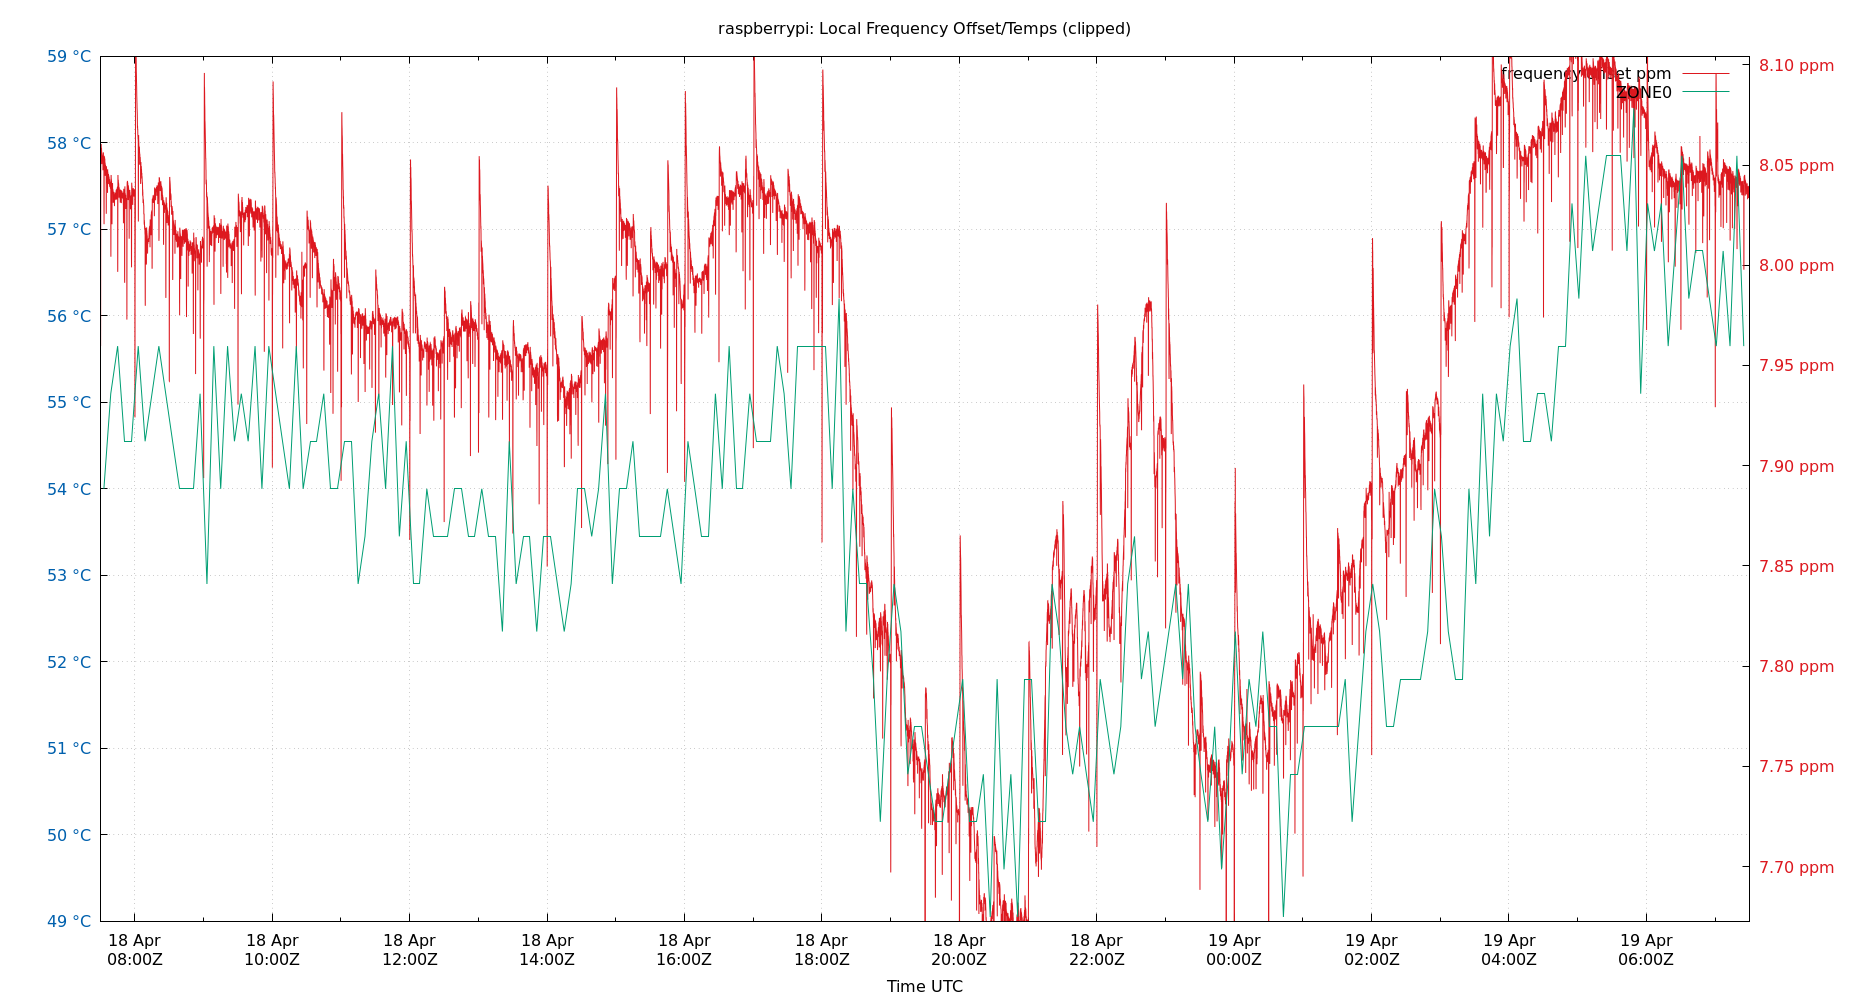 raspberrypi: Local Frequency Offset/Temps (clipped)
59 °C
58 °C
57 °C
56 °C
55 °C
54 °C
53 °C
52 °C
51 °C
50 °C
49 °C
8.10 ppm
8.05 ppm
8.00 ppm
7.95 ppm
7.90 ppm
7.85 ppm
7.80 ppm
7.75 ppm
7.70 ppm
frequency offset ppm
ZONE0
18 Apr 18 Apr 18 Apr 18 Apr 18 Apr 18 Apr 18 Apr 18 Apr 19 Apr 19 Apr 19 Apr 19 Apr
08:00Z 10:00Z 12:00Z 14:00Z 16:00Z 18:00Z 20:00Z 22:00Z 00:00Z 02:00Z 04:00Z 06:00Z
Time UTC